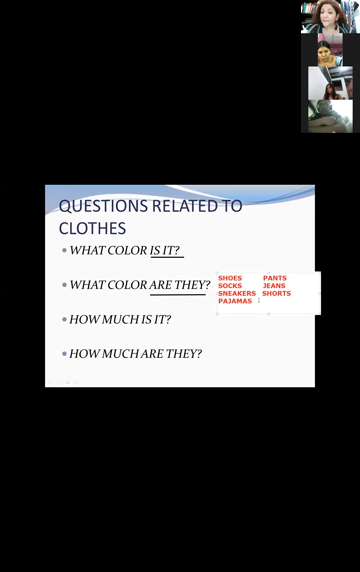 QUESTIONS RELATED TO
CLOTHES
• WHAT COLOR IS IT?
• WHAT COLOR ARE THEY?
SHOES PANTS
SOCKS JEANS
SNEAKERS SHORTS
PAJAMAS
• HOW MUCH IS IT?
• HOW MUCH ARE THEY?